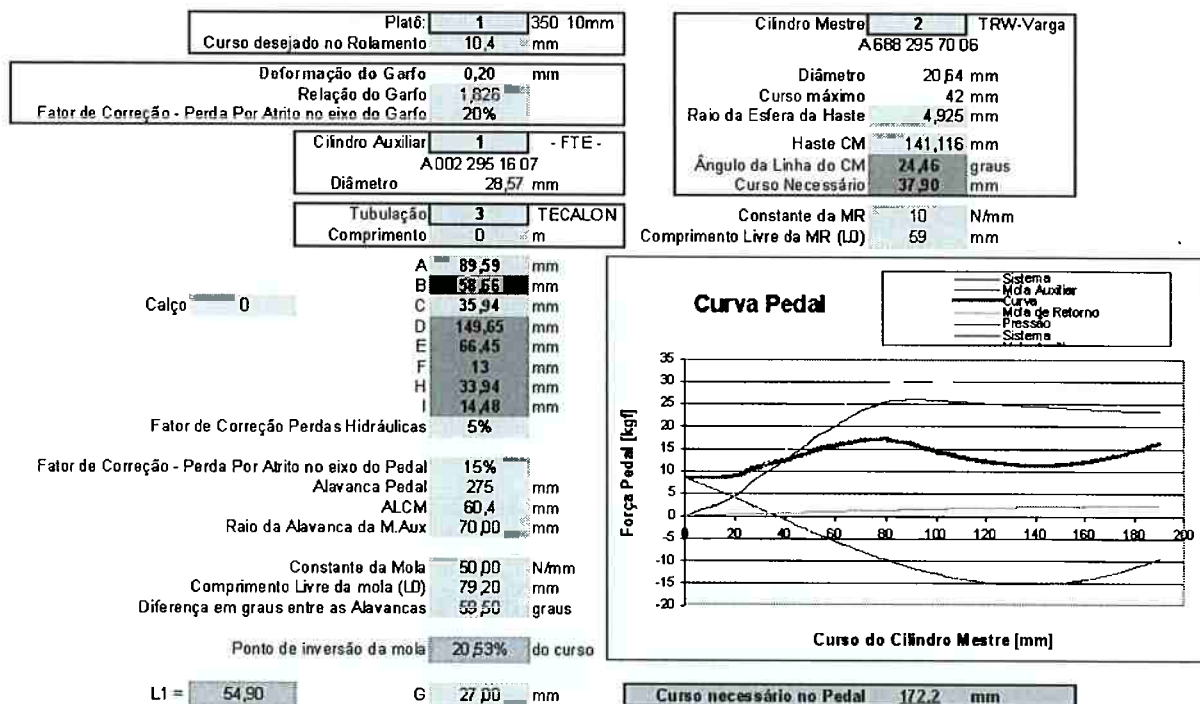 Platô: 1 350 10mm
Curso desejado no Rolamento 10,4 mm
Deformação do Garfo 0,20 mm
Relação do Garfo 1,826
Fator de Correção - Perda Por Atrito no eixo do Garfo 20%
Cilindro Auxiliar 1 - FTE -
A 002 295 16 07
Diâmetro 28,57 mm
Tubulação 3 TECALON
Comprimento 0 m
Cilindro Mestre 2 TRW-Varga
A 688 295 70 06
Diâmetro 20,64 mm
Curso máximo 42 mm
Raio da Esfera da Haste 4,925 mm
Haste CM 141,116 mm
Ângulo da Linha do CM 24,46 graus
Curso Necessário 37,90 mm
Constante da MR 10 N/mm
Comprimento Livre da MR (L0) 59 mm
A 89,59 mm
B 58,66 mm
Calço 0
C 35,94 mm
D 149,65 mm
E 66,45 mm
F 13 mm
H 33,94 mm
I 14,48 mm
Fator de Correção Perdas Hidráulicas 5%
Fator de Correção - Perda Por Atrito no eixo do Pedal 15%
Alavanca Pedal 275 mm
ALCM 60,4 mm
Raio da Alavanca da M.Aux 70,00 mm
Constante da Mola 50,00 N/mm
Comprimento Livre da mola (L0) 79,20 mm
Diferença em graus entre as Alavancas 59,50 graus
Ponto de inversão da mola 20,53% do curso
L1 = 54,90 G 27,00 mm
Curva Pedal
Sistema
Mola Auxiliar
Curva
Mola de Retorno
Pressão
Sistema
35
30
25
20
15
10
5
0
-5
-10
-15
-20
0 20 40 60 80 100 120 140 160 180 200
Força Pedal [kgf]
Curso do Cilindro Mestre [mm]
Curso necessário no Pedal 172,2 mm